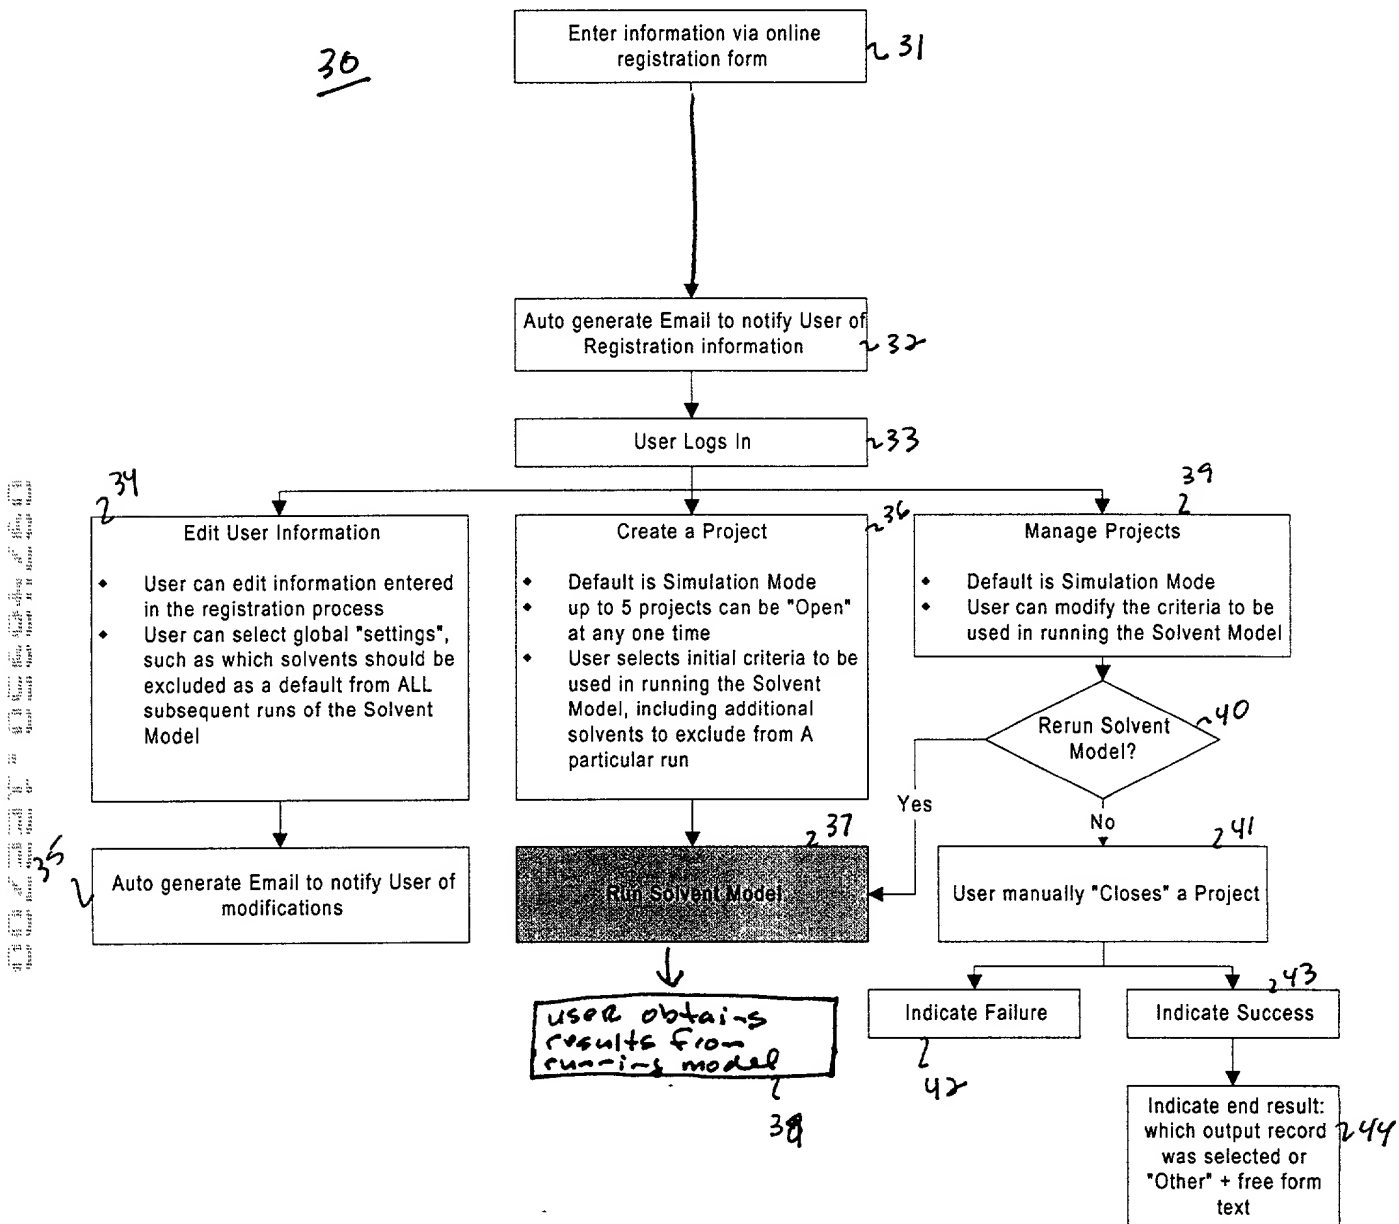 30
Enter information via online
registration form
31
Auto generate Email to notify User of
Registration information
32
User Logs In
33
34
Edit User Information
♦ User can edit information entered
in the registration process
♦ User can select global "settings",
such as which solvents should be
excluded as a default from ALL
subsequent runs of the Solvent
Model
35
Auto generate Email to notify User of
modifications
36
Create a Project
♦ Default is Simulation Mode
♦ up to 5 projects can be "Open"
at any one time
♦ User selects initial criteria to be
used in running the Solvent
Model, including additional
solvents to exclude from A
particular run
37
Run Solvent Model
user obtains
results from
running model
38
39
Manage Projects
♦ Default is Simulation Mode
♦ User can modify the criteria to be
used in running the Solvent Model
Rerun Solvent
Model?
40
Yes
No
41
User manually "Closes" a Project
Indicate Failure
42
43
Indicate Success
Indicate end result:
which output record
was selected or
"Other" + free form
text
44